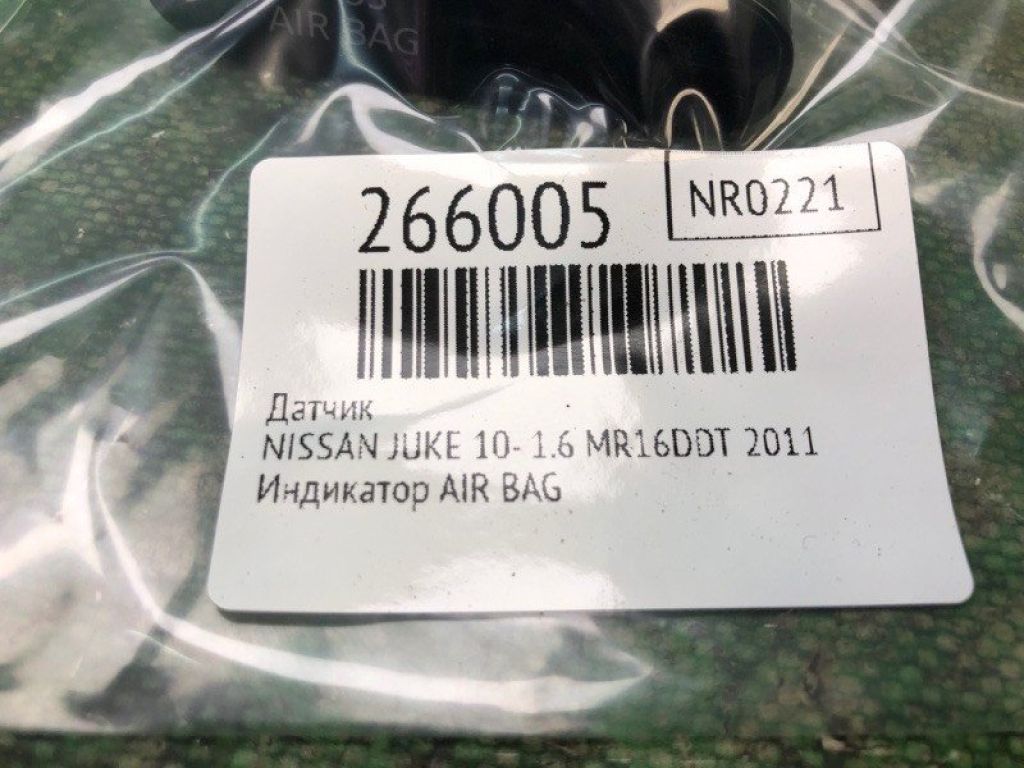 AIR BAG
266005
NR0221
Датчик
NISSAN JUKE 10- 1.6 MR16DDT 2011
Индикатор AIR BAG